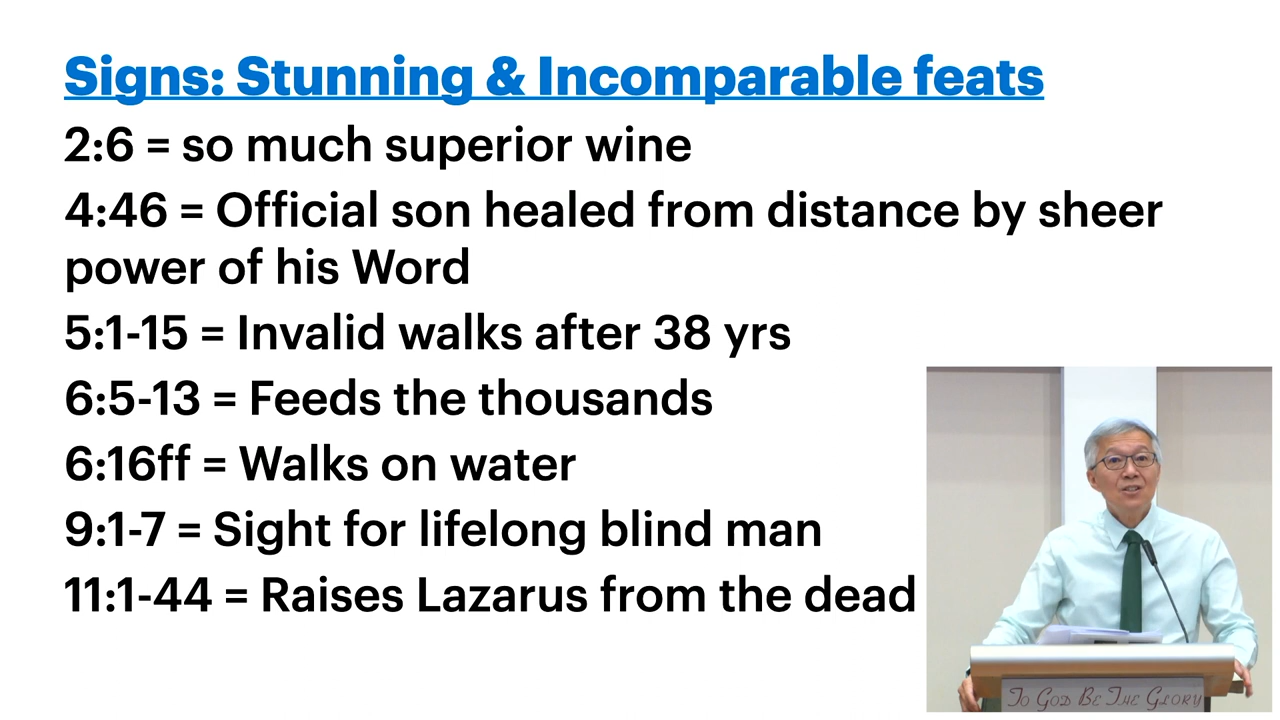 Signs: Stunning & Incomparable feats
2:6 = so much superior wine
4:46 = Official son healed from distance by sheer
power of his Word
5:1-15 = Invalid walks after 38 yrs
6:5-13 = Feeds the thousands
6:16ff = Walks on water
9:1-7 = Sight for lifelong blind man
11:1-44 = Raises Lazarus from the dead
To God Be The Glory